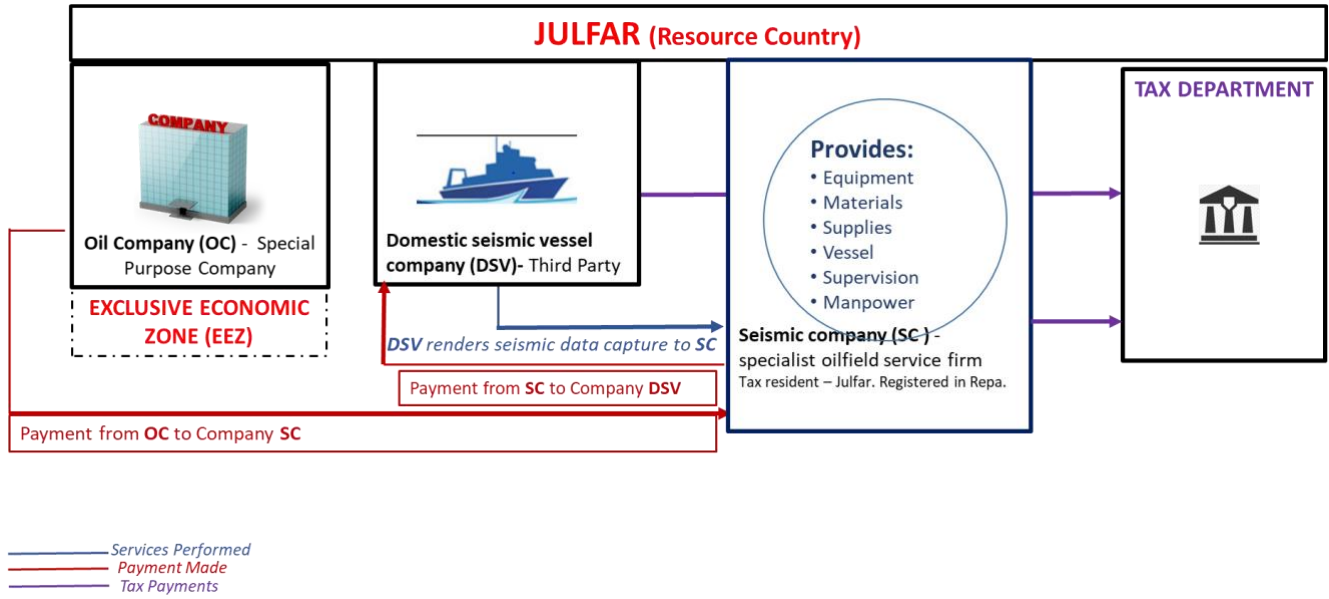 JULFAR (Resource Country)
COMPANY
Oil Company (OC) - Special
Purpose Company
EXCLUSIVE ECONOMIC
ZONE (EEZ)
Domestic seismic vessel
company (DSV)- Third Party
DSV renders seismic data capture to SC
Payment from SC to Company DSV
Payment from OC to Company SC
Provides:
• Equipment
• Materials
• Supplies
• Vessel
• Supervision
• Manpower
Seismic company (SC ) -
specialist oilfield service firm
Tax resident – Julfar. Registered in Repa.
TAX DEPARTMENT
Services Performed
Payment Made
Tax Payments